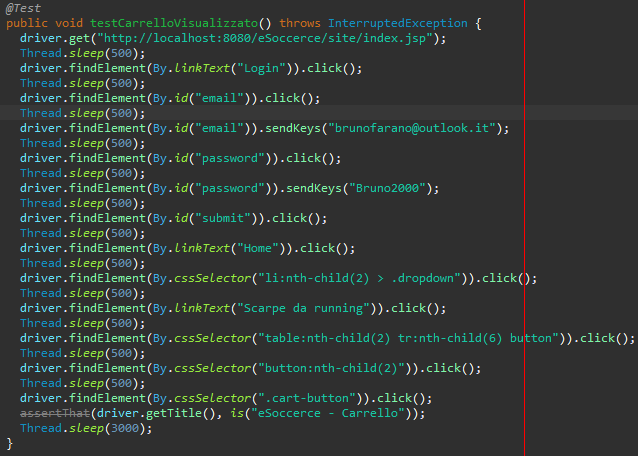 @Test
public void testCarrelloVisualizzato() throws InterruptedException {
driver.get("http://localhost:8080/eSoccerce/site/index.jsp");
Thread.sleep(500);
driver.findElement(By.linkText("Login")).click();
Thread.sleep(500);
driver.findElement(By.id("email")).click();
Thread.sleep(500);
driver.findElement(By.id("email")).sendKeys("brunofarano@outlook.it");
Thread.sleep(500);
driver.findElement(By.id("password")).click();
Thread.sleep(500);
driver.findElement(By.id("password")).sendKeys("Bruno2000");
Thread.sleep(500);
driver.findElement(By.id("submit")).click();
Thread.sleep(500);
driver.findElement(By.linkText("Home")).click();
Thread.sleep(500);
driver.findElement(By.cssSelector("li:nth-child(2) > .dropdown")).click();
Thread.sleep(500);
driver.findElement(By.linkText("Scarpe da running")).click();
Thread.sleep(500);
driver.findElement(By.cssSelector("table:nth-child(2) tr:nth-child(6) button")).click();
Thread.sleep(500);
driver.findElement(By.cssSelector("button:nth-child(2)")).click();
Thread.sleep(500);
driver.findElement(By.cssSelector(".cart-button")).click();
assertThat(driver.getTitle(), is("eSoccerce - Carrello"));
Thread.sleep(3000);
}